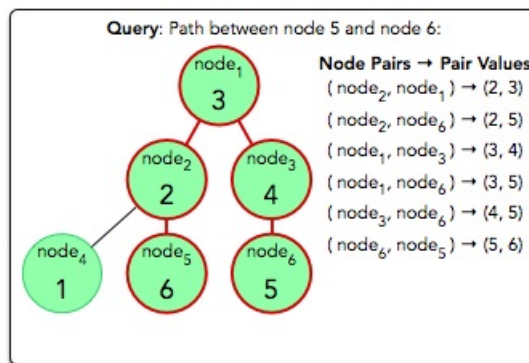 Query: Path between node 5 and node 6:
node₁
3
node₂
2
node₃
4
node₄
1
node₅
6
node₆
5
Node Pairs → Pair Values
( node₂, node₁ ) → (2, 3)
( node₂, node₆ ) → (2, 5)
( node₁, node₃ ) → (3, 4)
( node₁, node₆ ) → (3, 5)
( node₃, node₆ ) → (4, 5)
( node₆, node₅ ) → (5, 6)